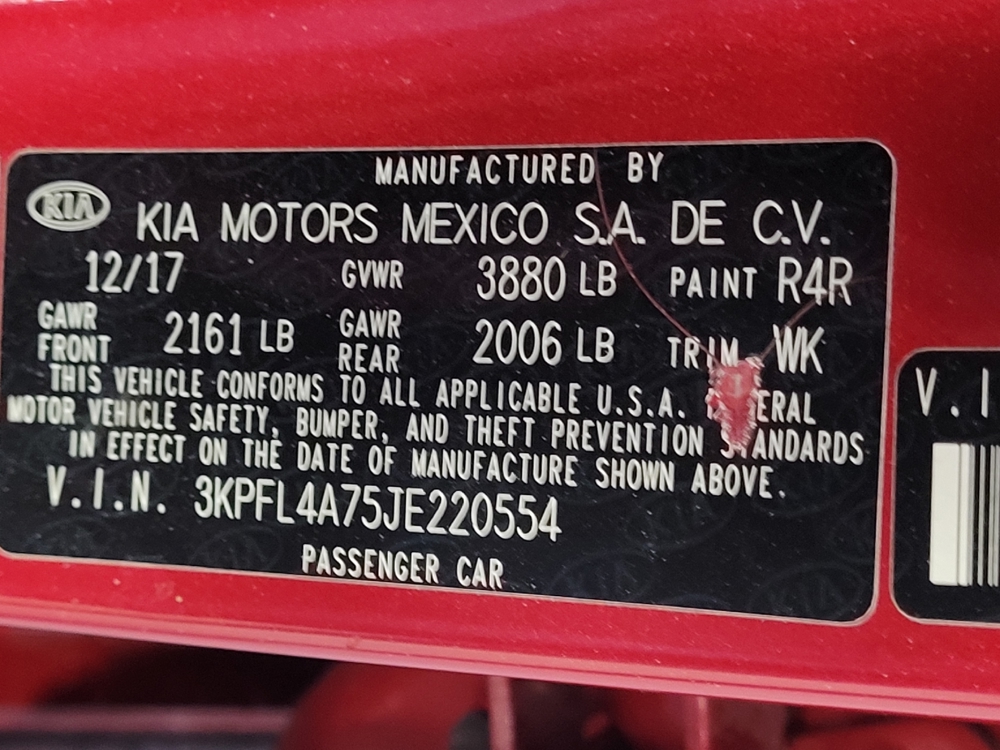 MANUFACTURED BY
KIA KIA MOTORS MEXICO S.A. DE C.V.
12/17 GVWR 3880 LB PAINT R4R
GAWR FRONT 2161 LB GAWR REAR 2006 LB TRIM WK
THIS VEHICLE CONFORMS TO ALL APPLICABLE U.S.A.
MOTOR VEHICLE SAFETY, BUMPER, AND THEFT PREVENTION STANDARDS
IN EFFECT ON THE DATE OF MANUFACTURE SHOWN ABOVE.
V.I.N. 3KPFL4A75JE220554
PASSENGER CAR
V.I